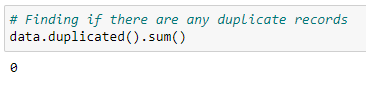 # Finding if there are any duplicate records
data.duplicated().sum()
0